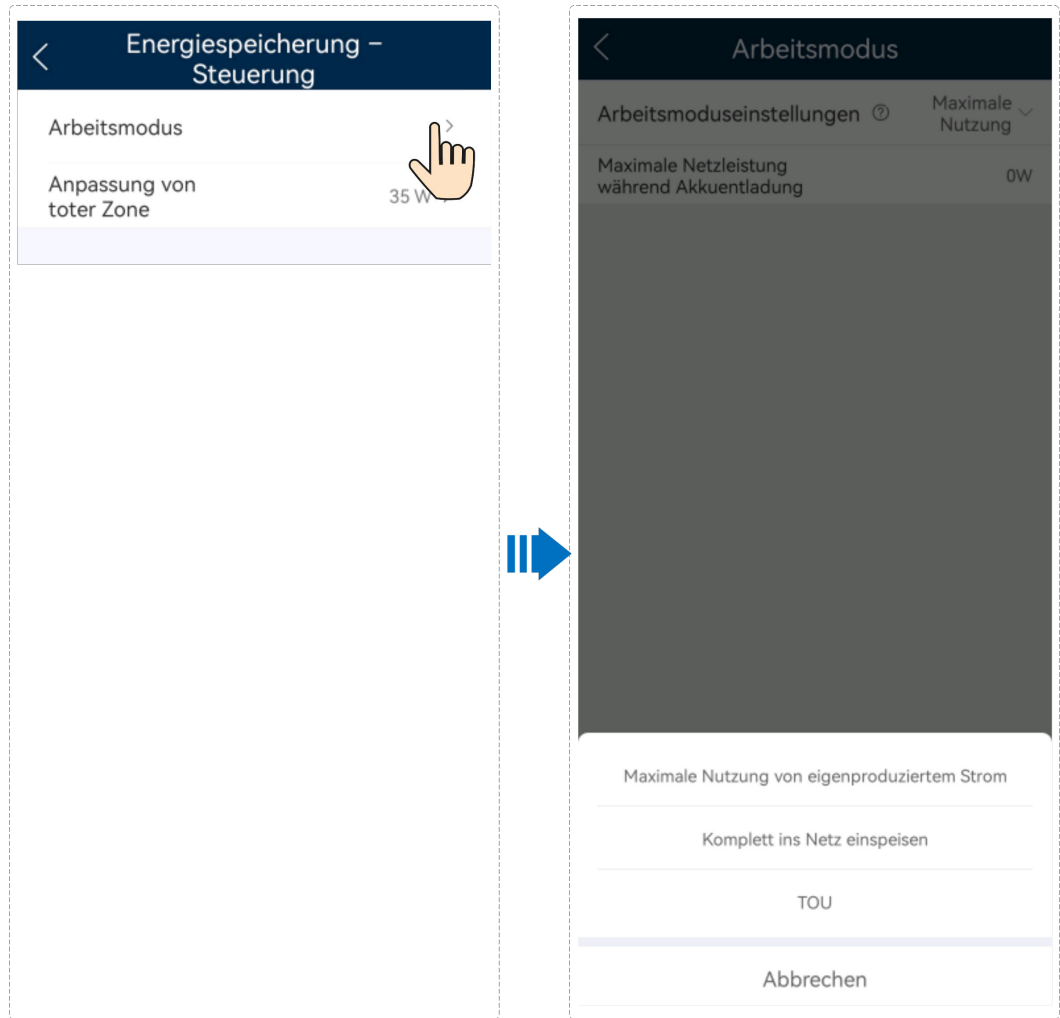 Energiespeicherung –
Steuerung
Arbeitsmodus
Anpassung von
toter Zone
35 W
Arbeitsmodus
Arbeitsmoduseinstellungen
Maximale
Nutzung
Maximale Netzleistung
während Akkuentladung
0W
Maximale Nutzung von eigenproduziertem Strom
Komplett ins Netz einspeisen
TOU
Abbrechen